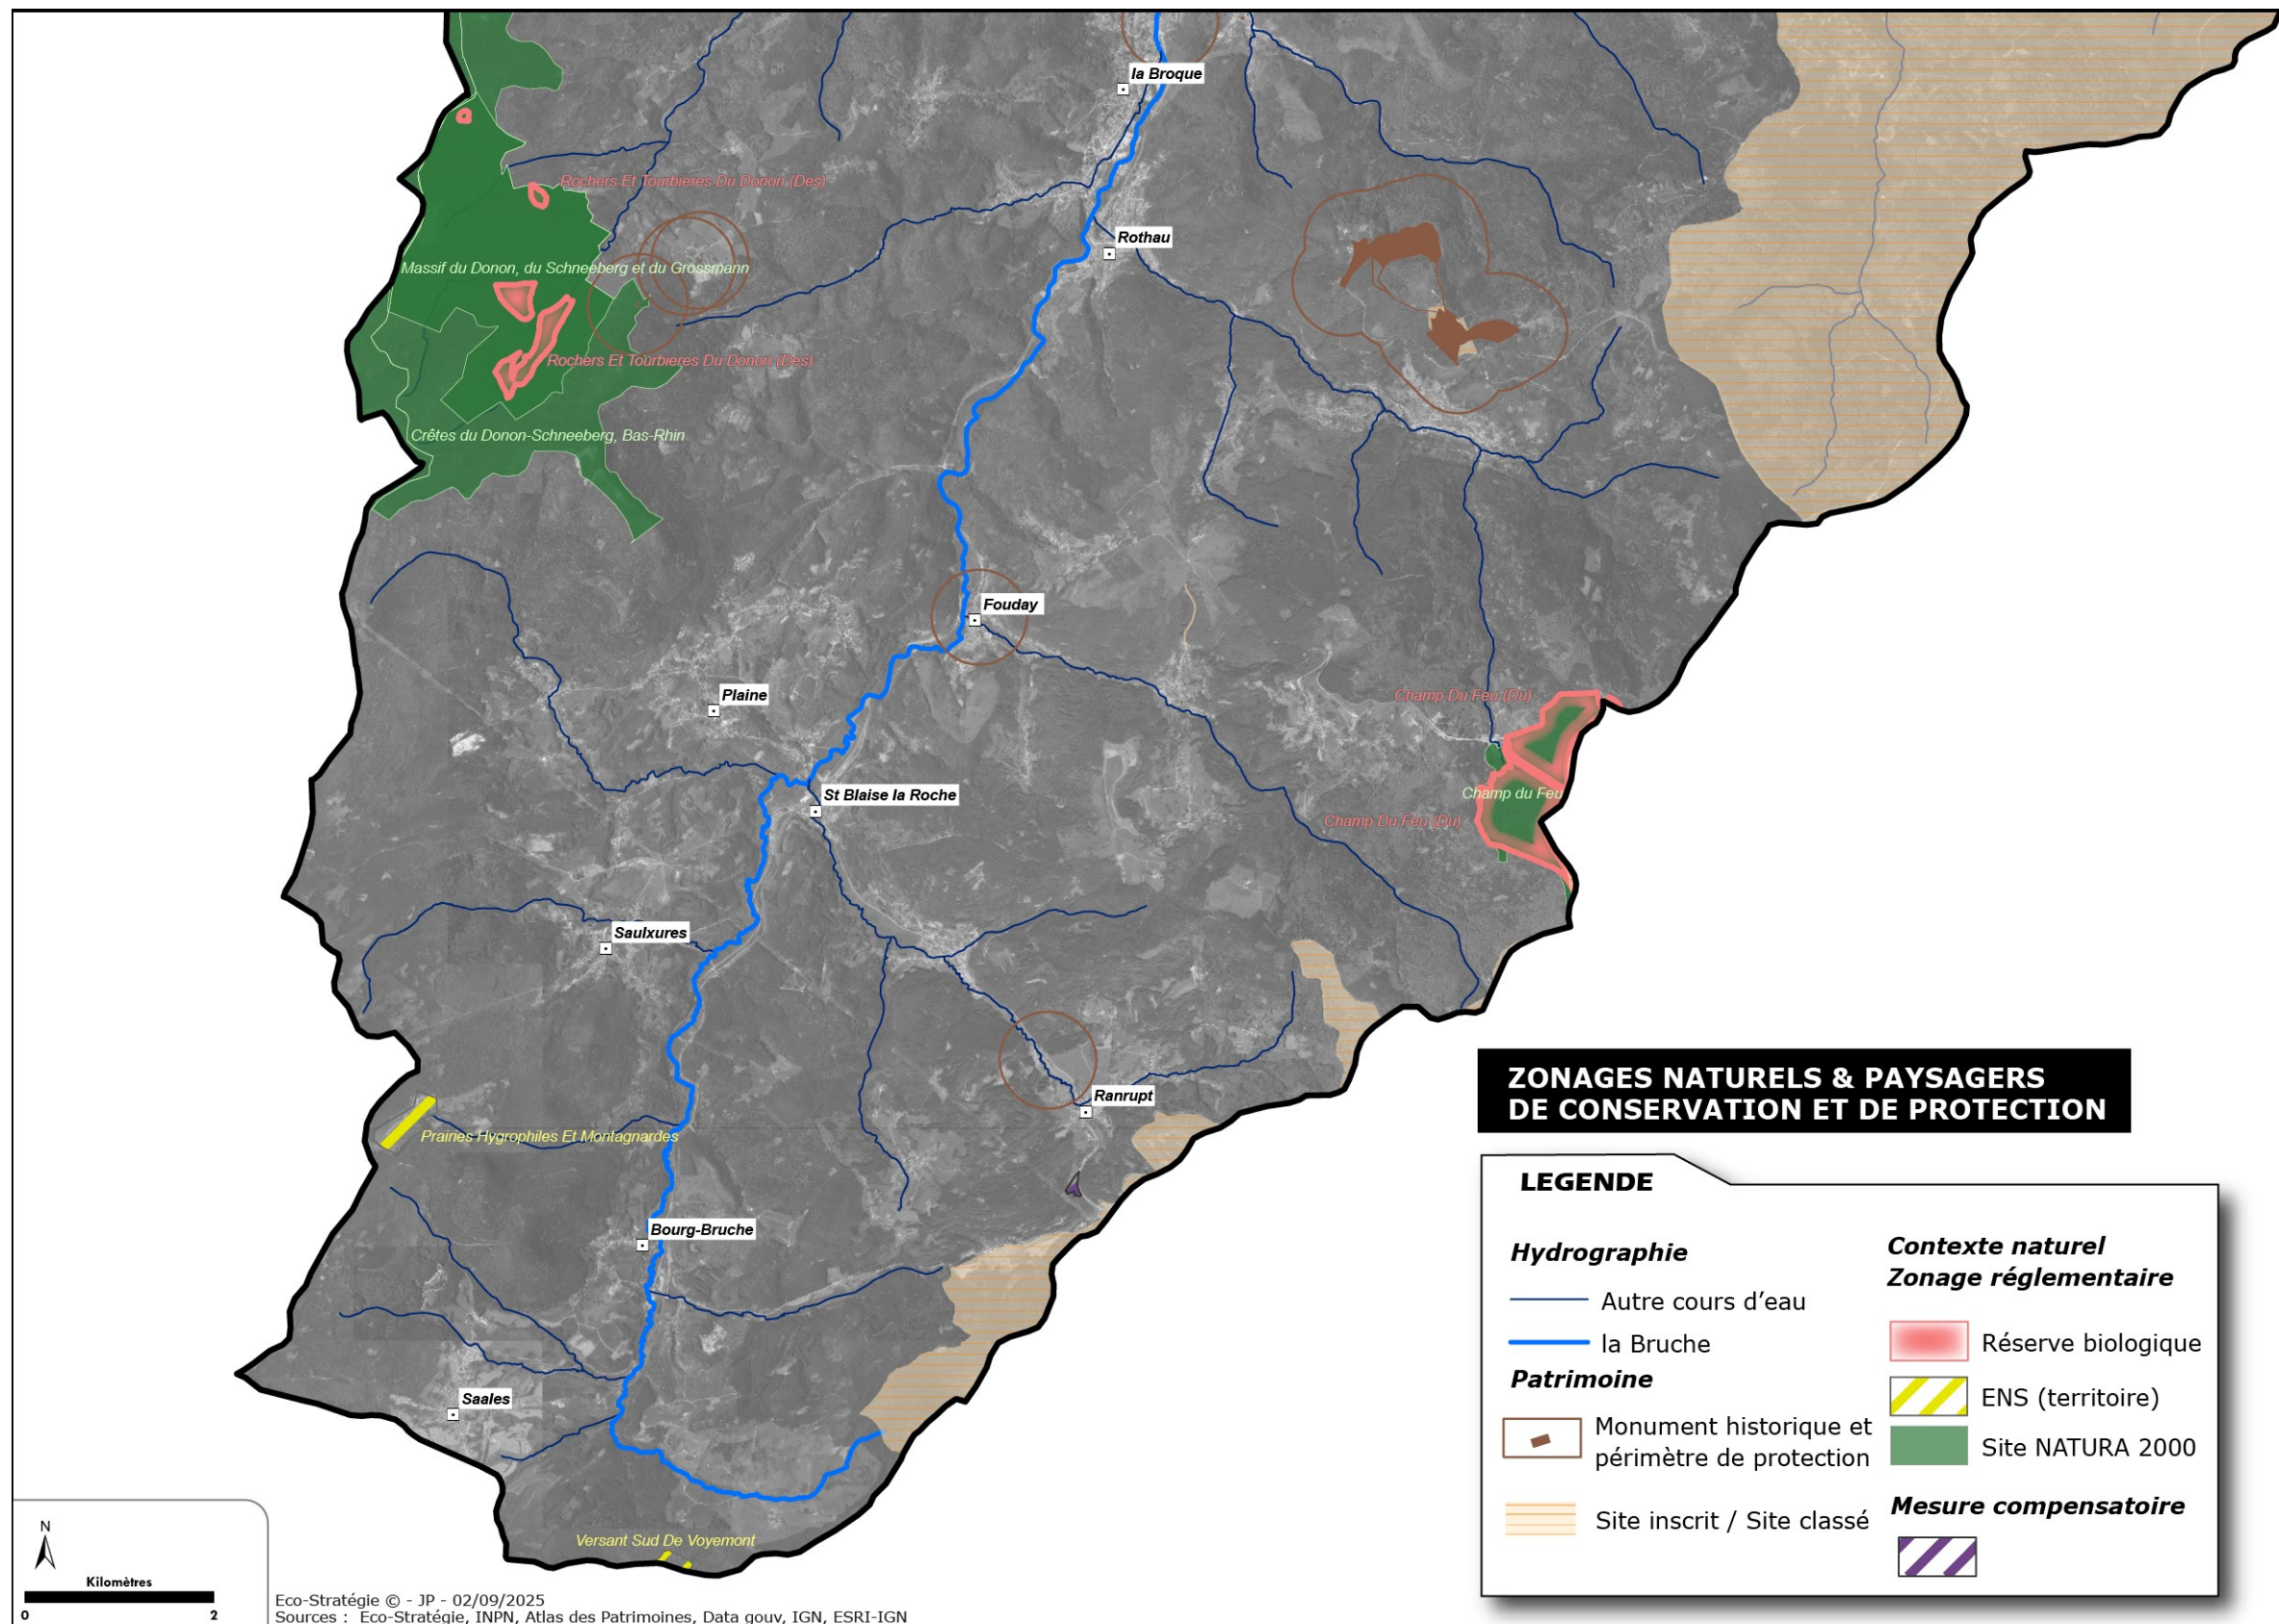 la Broque
Rochers Et Tourbieres Du Donon (Des)
Rothau
Massif du Donon, du Schneeberg et du Grossmann
Rochers Et Tourbieres Du Donon (Des)
Crêtes du Donon-Schneeberg, Bas-Rhin
Fouday
Plaine
Champ Du Feu (Du)
St Blaise la Roche
Champ du Feu
Champ Du Feu (Du)
Saulxures
Ranrupt
Prairies Hygrophiles Et Montagnardes
Bourg-Bruche
Saales
Versant Sud De Voyemont
ZONAGES NATURELS & PAYSAGERS
DE CONSERVATION ET DE PROTECTION
LEGENDE
Hydrographie
Autre cours d’eau
la Bruche
Patrimoine
Monument historique et
périmètre de protection
Site inscrit / Site classé
Contexte naturel
Zonage réglementaire
Réserve biologique
ENS (territoire)
Site NATURA 2000
Mesure compensatoire
N
Kilomètres
0 2
Eco-Stratégie © - JP - 02/09/2025
Sources : Eco-Stratégie, INPN, Atlas des Patrimoines, Data gouv, IGN, ESRI-IGN